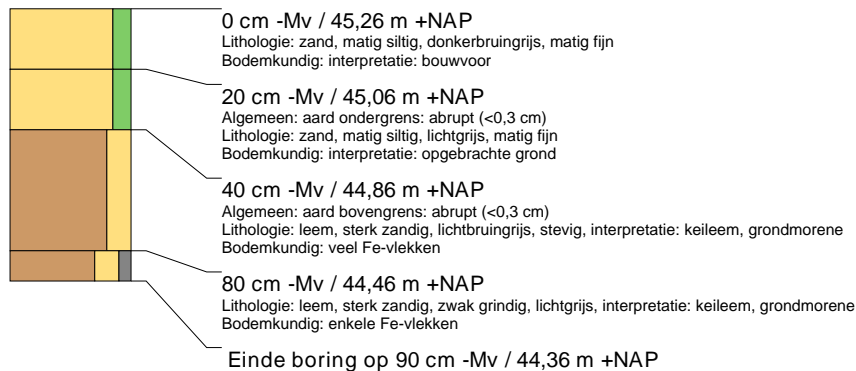 0 cm -Mv / 45,26 m +NAP
Lithologie: zand, matig siltig, donkerbruingrijs, matig fijn
Bodemkundig: interpretatie: bouwvoor
20 cm -Mv / 45,06 m +NAP
Algemeen: aard ondergrens: abrupt (<0,3 cm)
Lithologie: zand, matig siltig, lichtgrijs, matig fijn
Bodemkundig: interpretatie: opgebrachte grond
40 cm -Mv / 44,86 m +NAP
Algemeen: aard bovengrens: abrupt (<0,3 cm)
Lithologie: leem, sterk zandig, lichtbruingrijs, stevig, interpretatie: keileem, grondmorene
Bodemkundig: veel Fe-vlekken
80 cm -Mv / 44,46 m +NAP
Lithologie: leem, sterk zandig, zwak grindig, lichtgrijs, interpretatie: keileem, grondmorene
Bodemkundig: enkele Fe-vlekken
Einde boring op 90 cm -Mv / 44,36 m +NAP